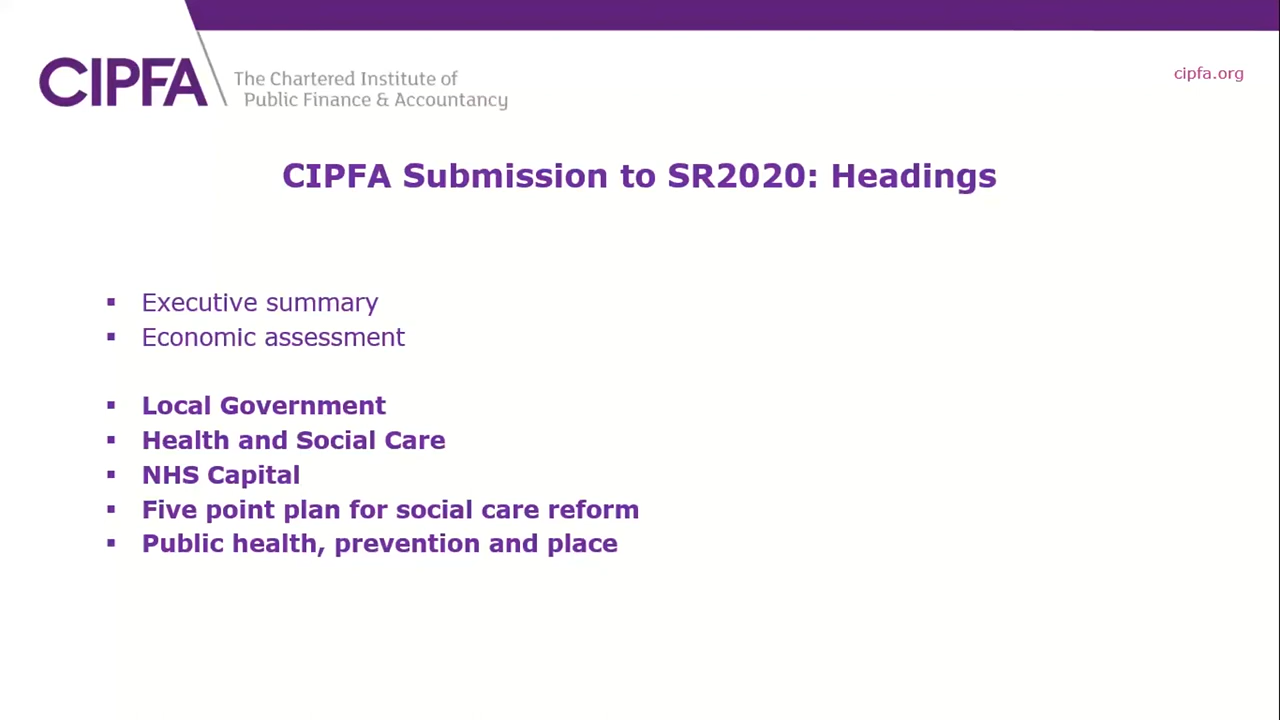 CIPFA
The Chartered Institute of
Public Finance & Accountancy
cipfa.org
CIPFA Submission to SR2020: Headings
▪ Executive summary
▪ Economic assessment
▪ Local Government
▪ Health and Social Care
▪ NHS Capital
▪ Five point plan for social care reform
▪ Public health, prevention and place